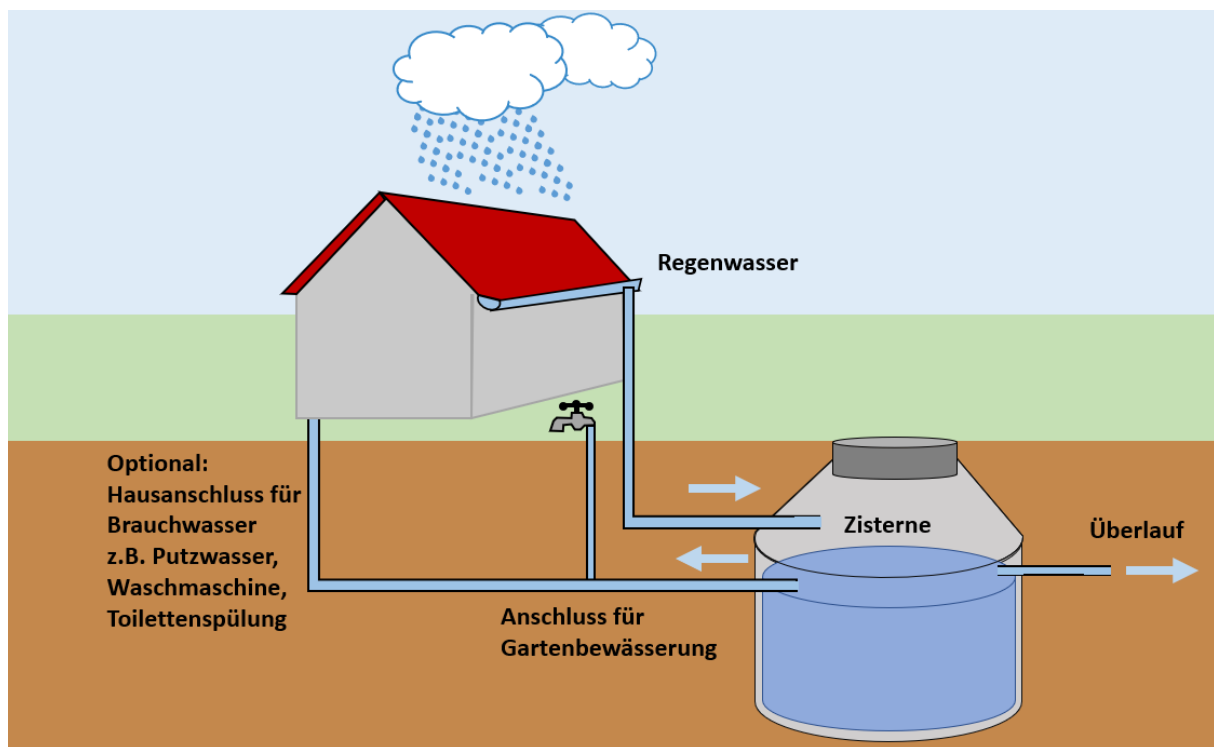 Regenwasser
Optional:
Hausanschluss für
Brauchwasser
z.B. Putzwasser,
Waschmaschine,
Toilettenspülung
Zisterne
Überlauf
Anschluss für
Gartenbewässerung